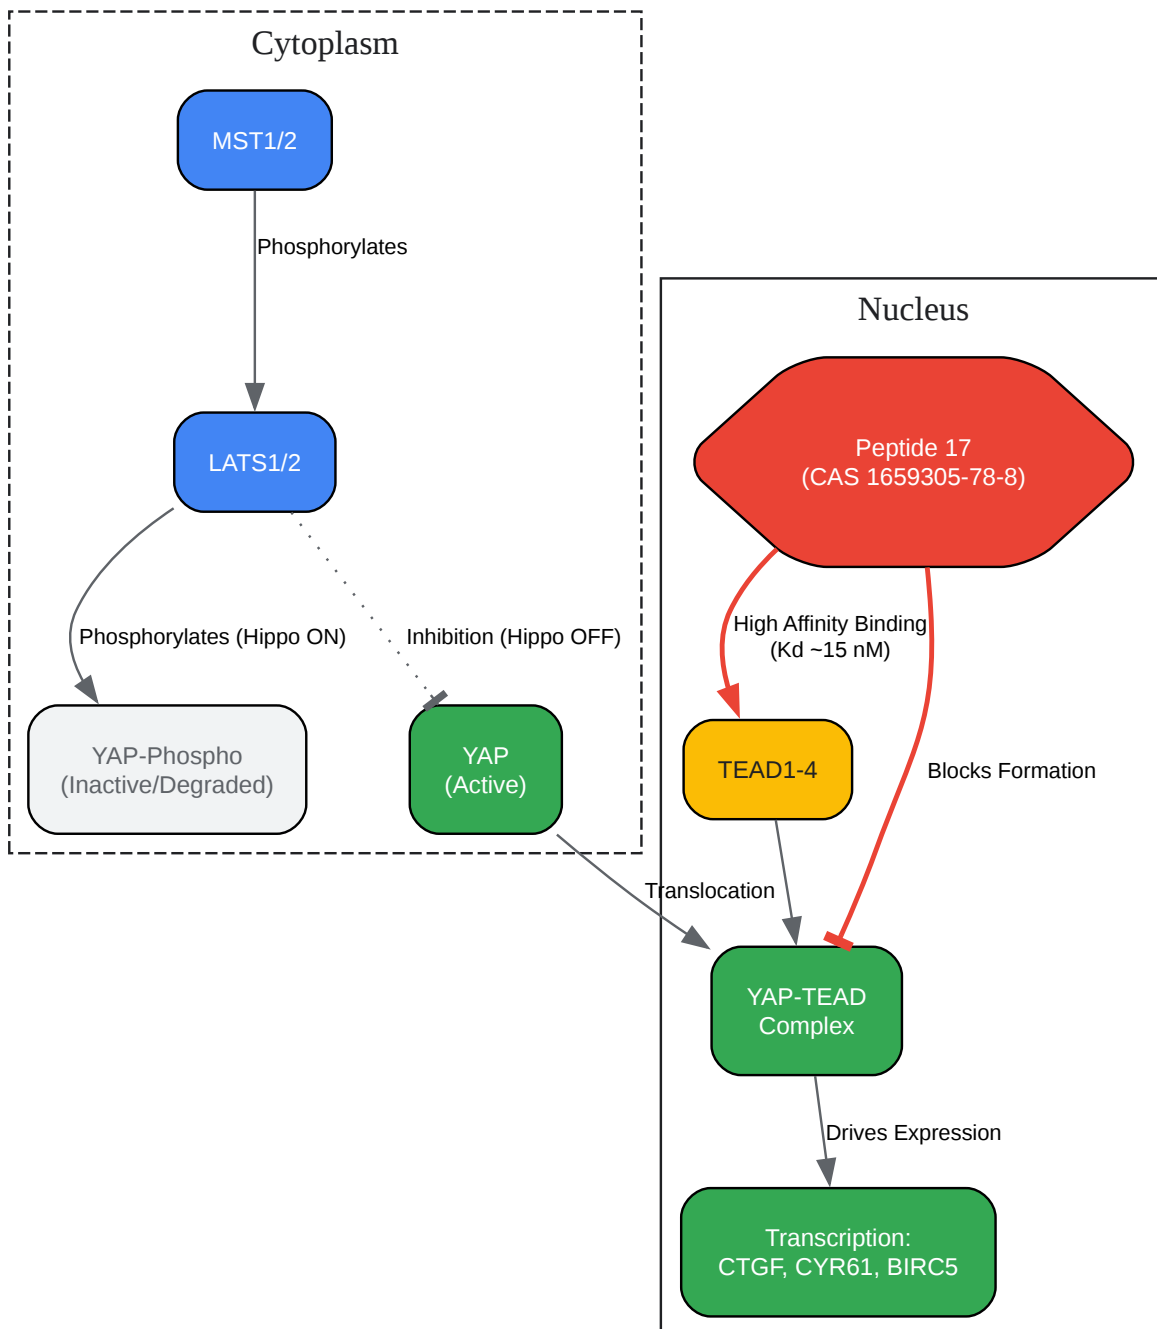 Cytoplasm
MST1/2
Phosphorylates
LATS1/2
Phosphorylates (Hippo ON)
Inhibition (Hippo OFF)
YAP-Phospho
(Inactive/Degraded)
YAP
(Active)
Nucleus
Peptide 17
(CAS 1659305-78-8)
High Affinity Binding
(Kd ~15 nM)
TEAD1-4
Blocks Formation
Translocation
YAP-TEAD
Complex
Drives Expression
Transcription:
CTGF, CYR61, BIRC5